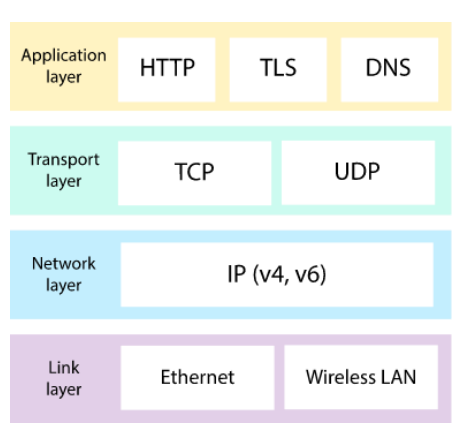 Application
layer
HTTP
TLS
DNS
Transport
layer
TCP
UDP
Network
layer
IP (v4, v6)
Link
layer
Ethernet
Wireless LAN